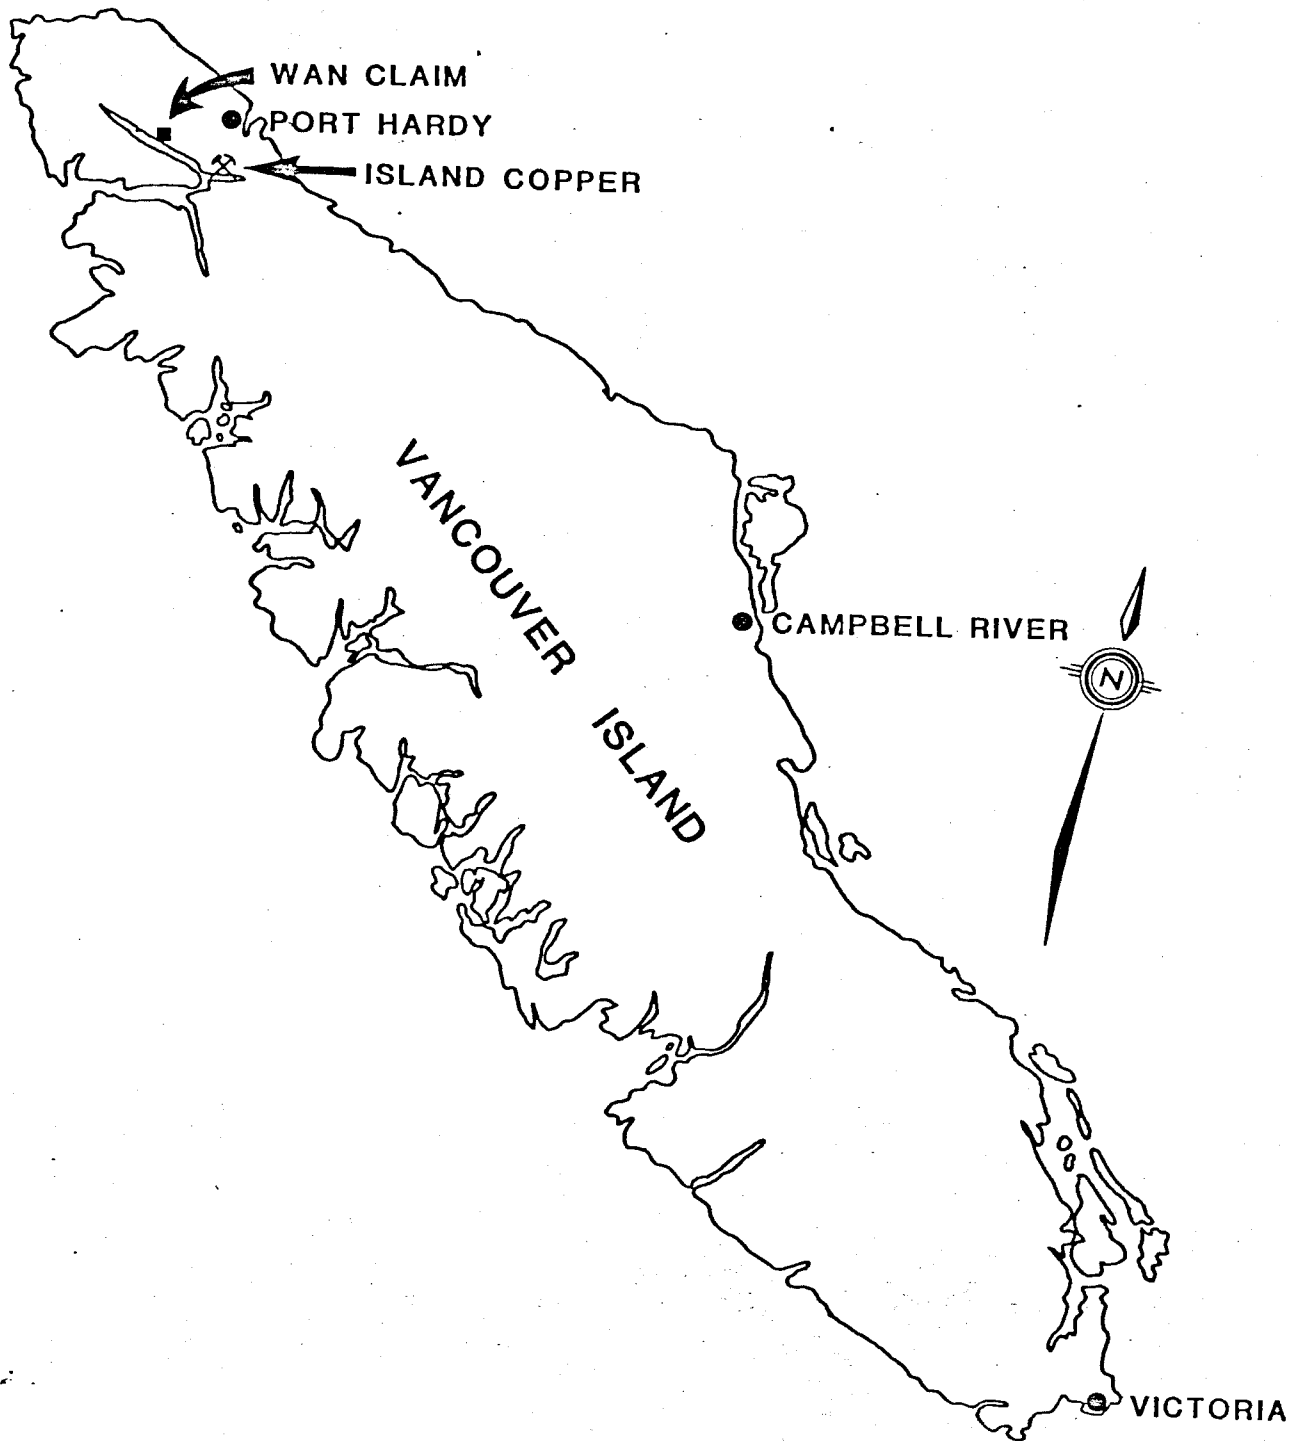 WAN CLAIM
PORT HARDY
ISLAND COPPER
VANCOUVER ISLAND
CAMPBELL RIVER
N
VICTORIA